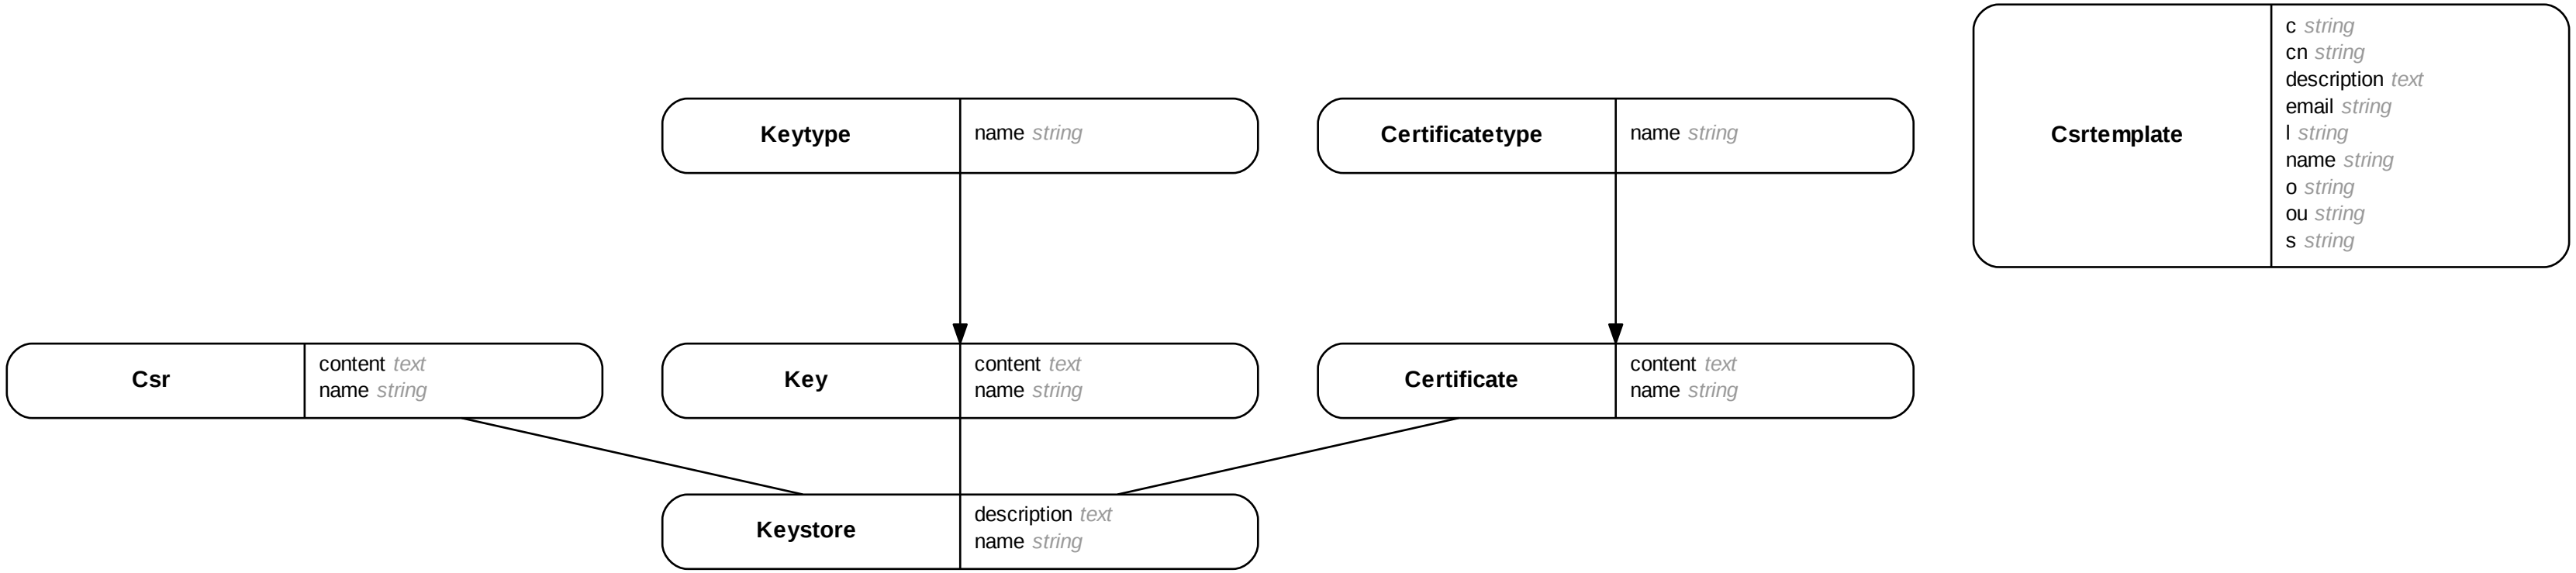 Keytype
name string
Certificatetype
name string
Csrtemplate
c string
cn string
description text
email string
l string
name string
o string
ou string
s string
Csr
content text
name string
Key
content text
name string
Certificate
content text
name string
Keystore
description text
name string